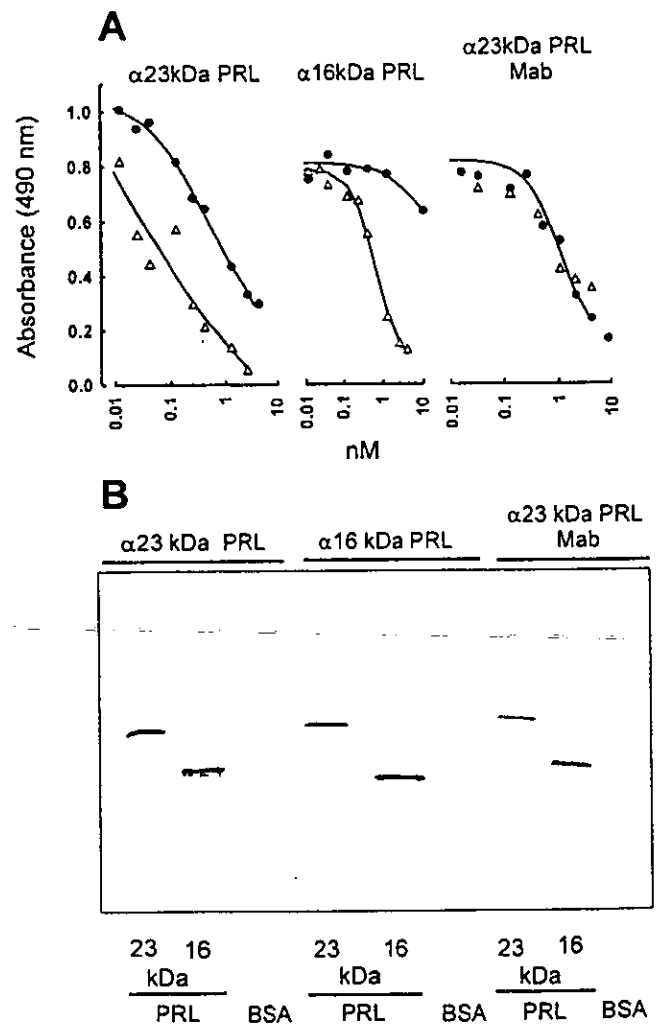 A
α23kDa PRL
α16kDa PRL
α23kDa PRL
Mab
Absorbance (490 nm)
1.0
0.8
0.6
0.4
0.2
0.0
0.01 0.1 1 10
0.01 0.1 1 10
0.01 0.1 1 10
nM
B
α23 kDa PRL
α16 kDa PRL
α23 kDa PRL
Mab
23 16
kDa
PRL
BSA
23 16
kDa
PRL
BSA
23 16
kDa
PRL
BSA